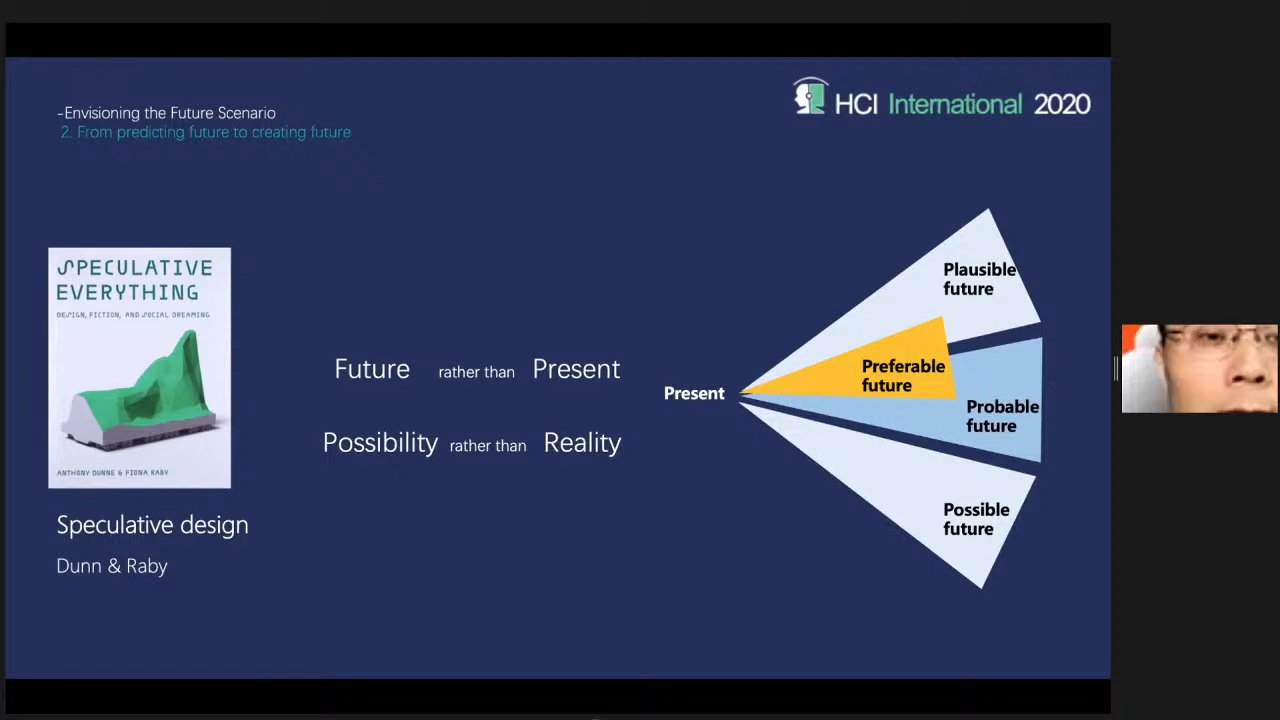 -Envisioning the Future Scenario
2. From predicting future to creating future
HCI International 2020
SPECULATIVE
EVERYTHING
DESIGN, FICTION, AND SOCIAL DREAMING
ANTHONY DUNNE & FIONA RABY
Speculative design
Dunn & Raby
Future rather than Present
Possibility rather than Reality
Present
Plausible
future
Preferable
future
Probable
future
Possible
future